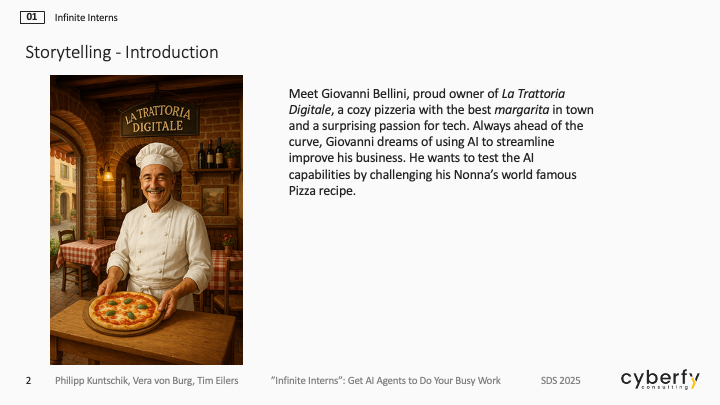 01 Infinite Interns
Storytelling - Introduction
LA TRATTORIA
DIGITALE
Meet Giovanni Bellini, proud owner of La Trattoria
Digitale, a cozy pizzeria with the best margarita in town
and a surprising passion for tech. Always ahead of the
curve, Giovanni dreams of using AI to streamline
improve his business. He wants to test the AI
capabilities by challenging his Nonna’s world famous
Pizza recipe.
2 Philipp Kuntschik, Vera von Burg, Tim Eilers ”Infinite Interns”: Get AI Agents to Do Your Busy Work SDS 2025
cyberfy
consulting